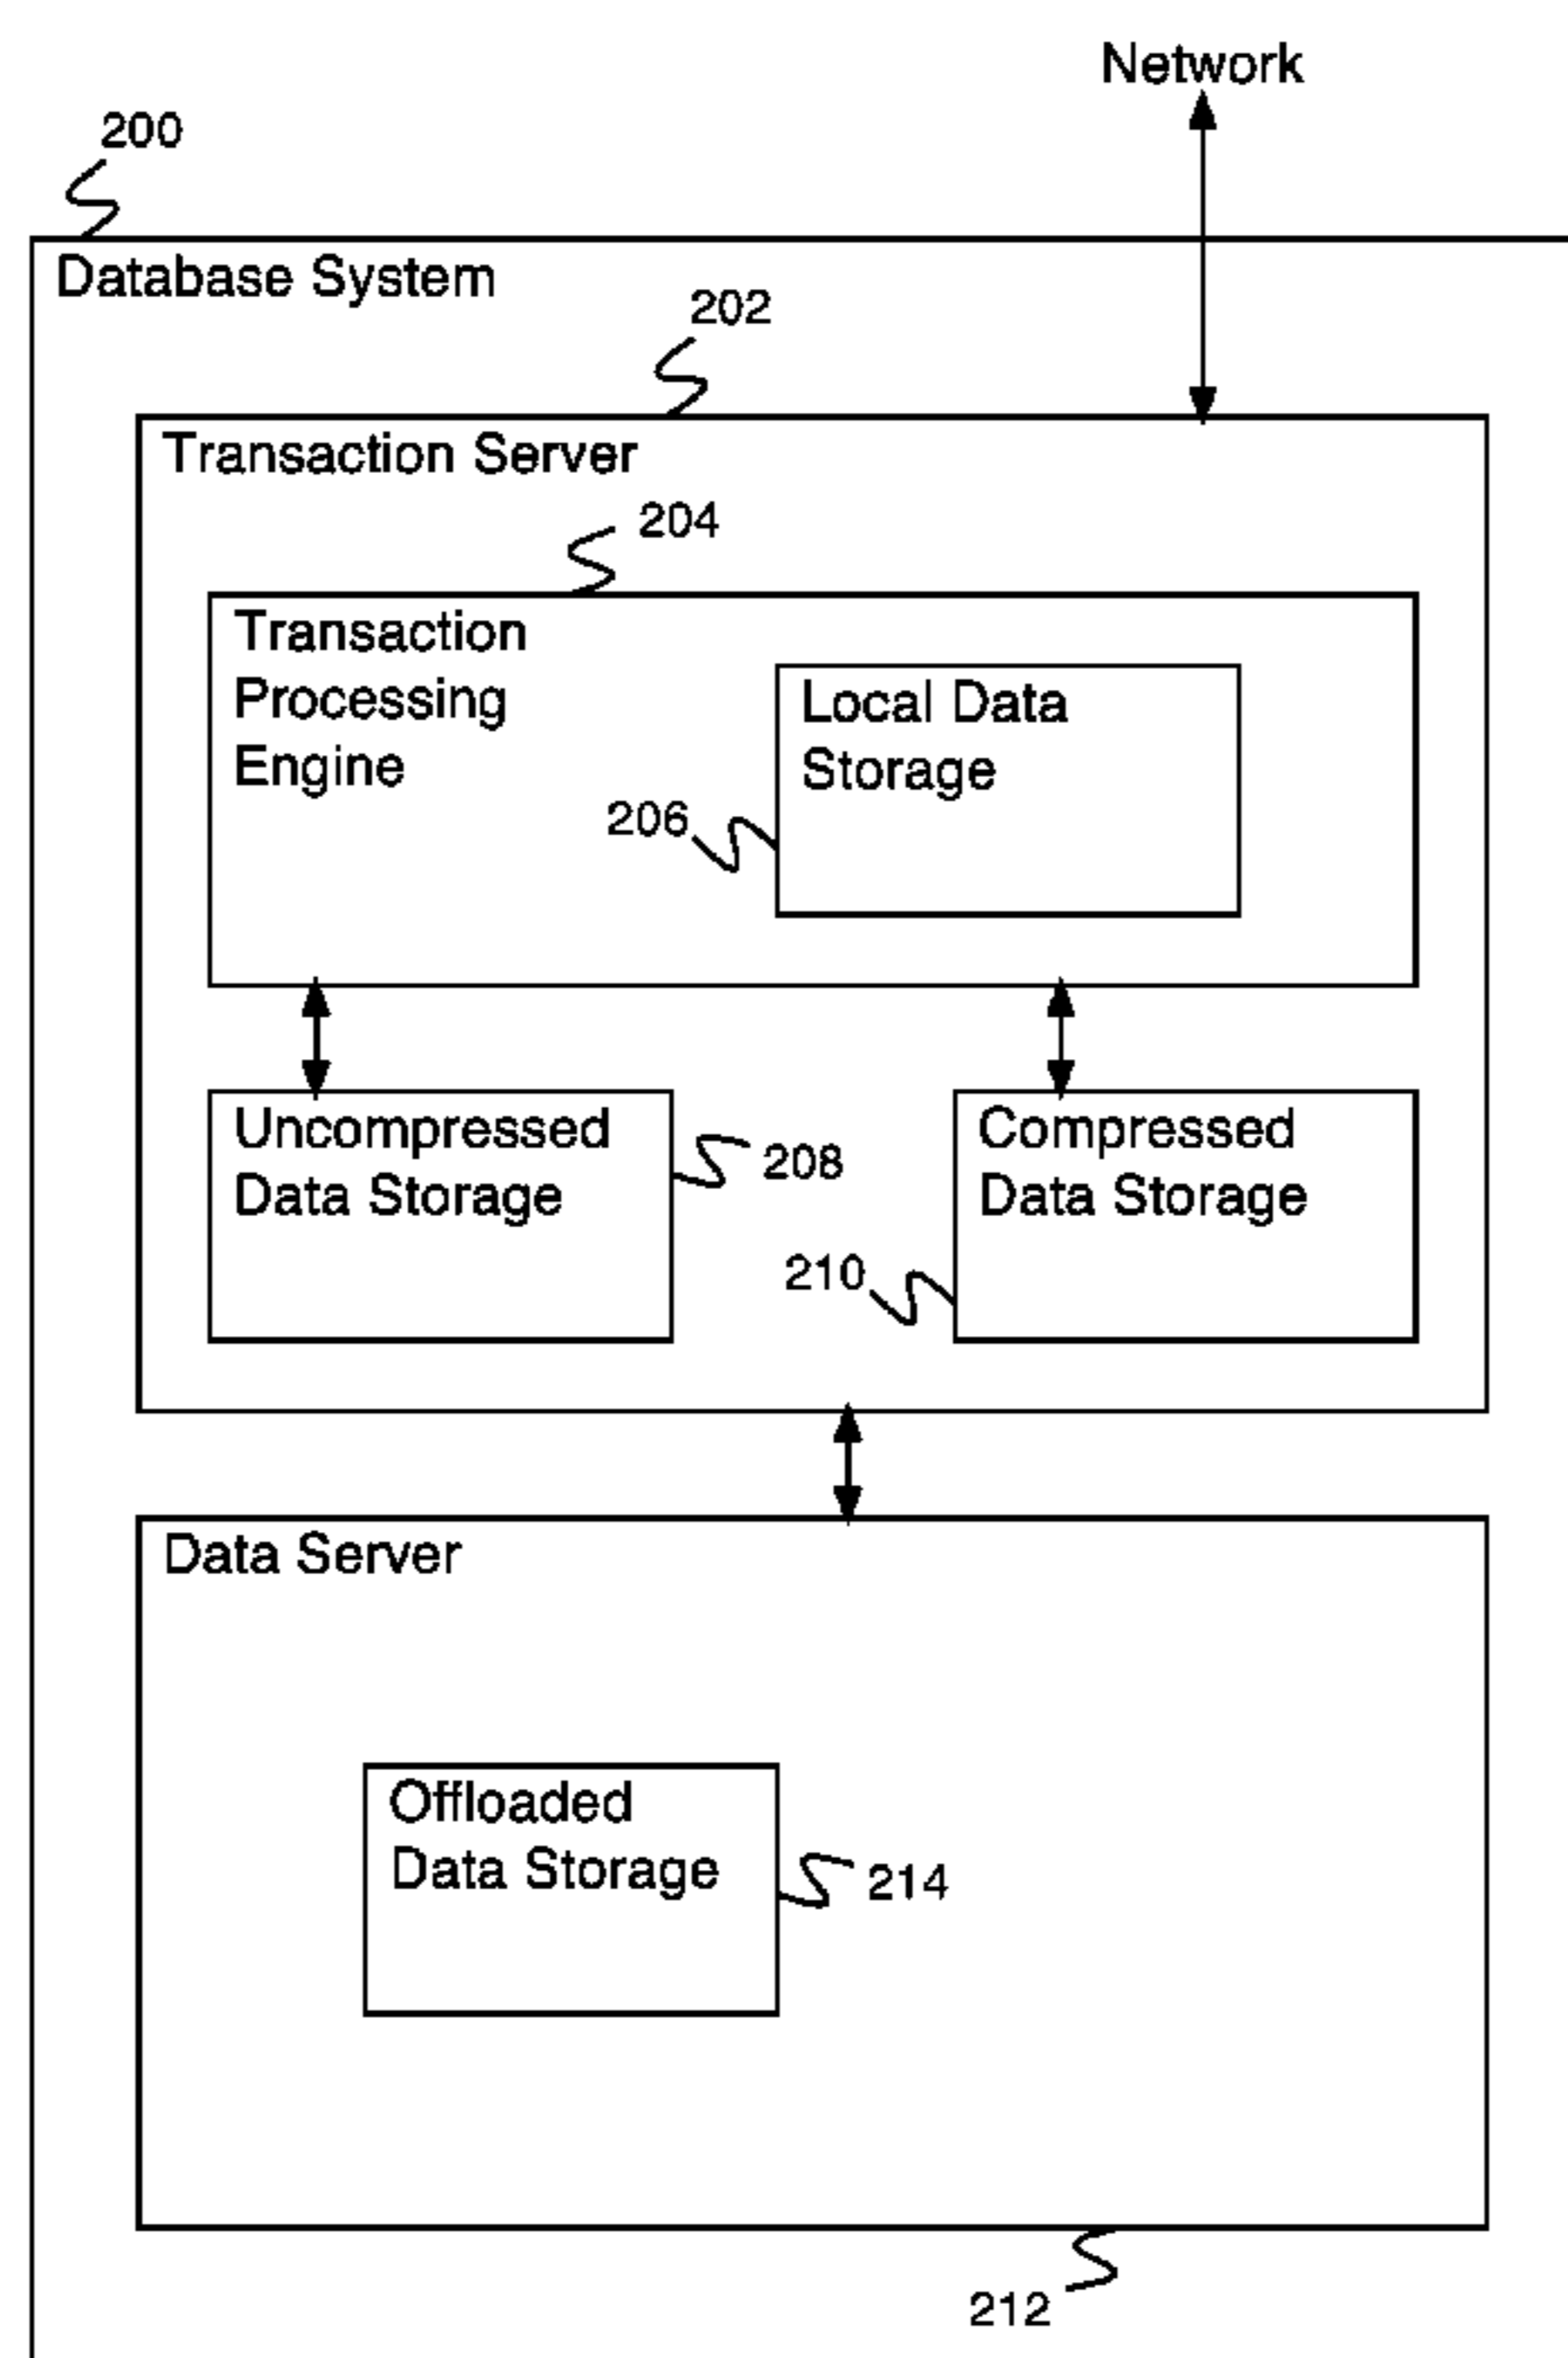 Network
200
Database System
202
Transaction Server
204
Transaction
Processing
Engine
Local Data
Storage
206
Uncompressed
Data Storage
208
Compressed
Data Storage
210
Data Server
Offloaded
Data Storage
214
212